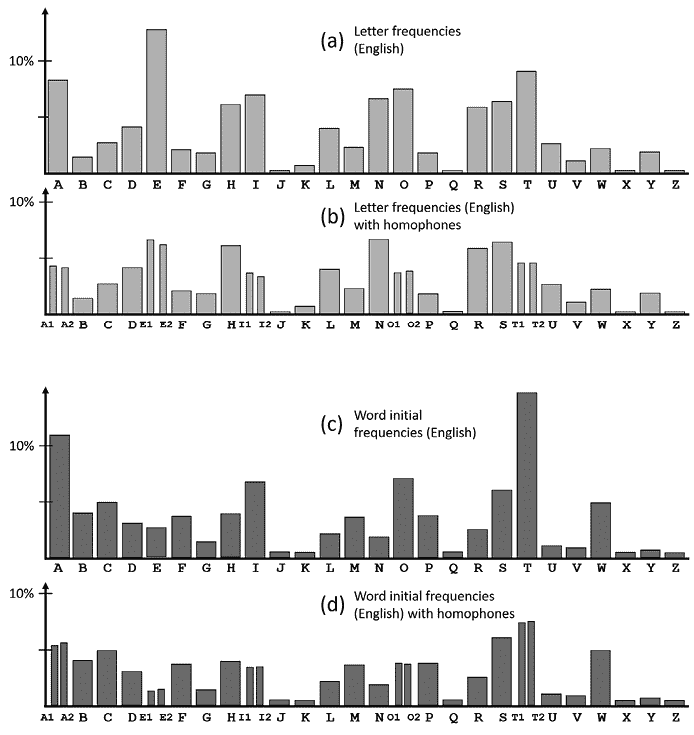 (a) Letter frequencies
(English)
10%
A B C D E F G H I J K L M N O P Q R S T U V W X Y Z
10%
(b) Letter frequencies (English)
with homophones
A1 A2 B C D E1 E2 F G H I1 I2 J K L M N O1 O2 P Q R S T1 T2 U V W X Y Z
(c) Word initial
frequencies (English)
10%
A B C D E F G H I J K L M N O P Q R S T U V W X Y Z
10%
(d) Word initial frequencies
(English) with homophones
A1 A2 B C D E1 E2 F G H I1 I2 J K L M N O1 O2 P Q R S T1 T2 U V W X Y Z